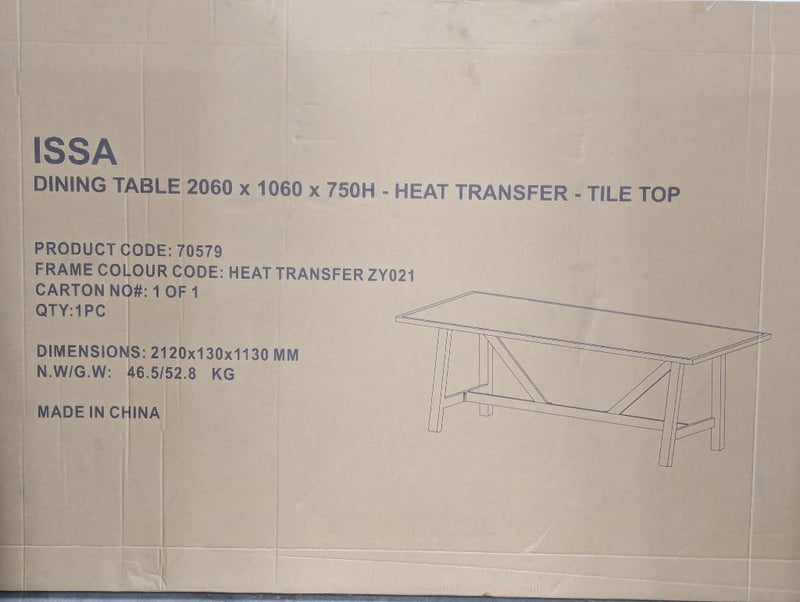 ISSA
DINING TABLE 2060 x 1060 x 750H - HEAT TRANSFER - TILE TOP
PRODUCT CODE: 70579
FRAME COLOUR CODE: HEAT TRANSFER ZY021
CARTON NO#: 1 OF 1
QTY:1PC
DIMENSIONS: 2120x130x1130 MM
N.W/G.W: 46.5/52.8 KG
MADE IN CHINA